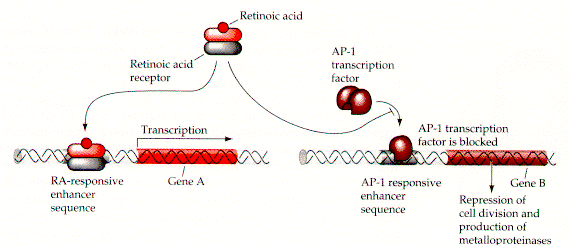 Retinoic acid
Retinoic acid
receptor
AP-1
transcription
factor
Transcription
AP-1 transcription
factor is blocked
RA-responsive
enhancer
sequence
Gene A
AP-1 responsive
enhancer
sequence
Gene B
Repression of
cell division and
production of
metalloproteinases